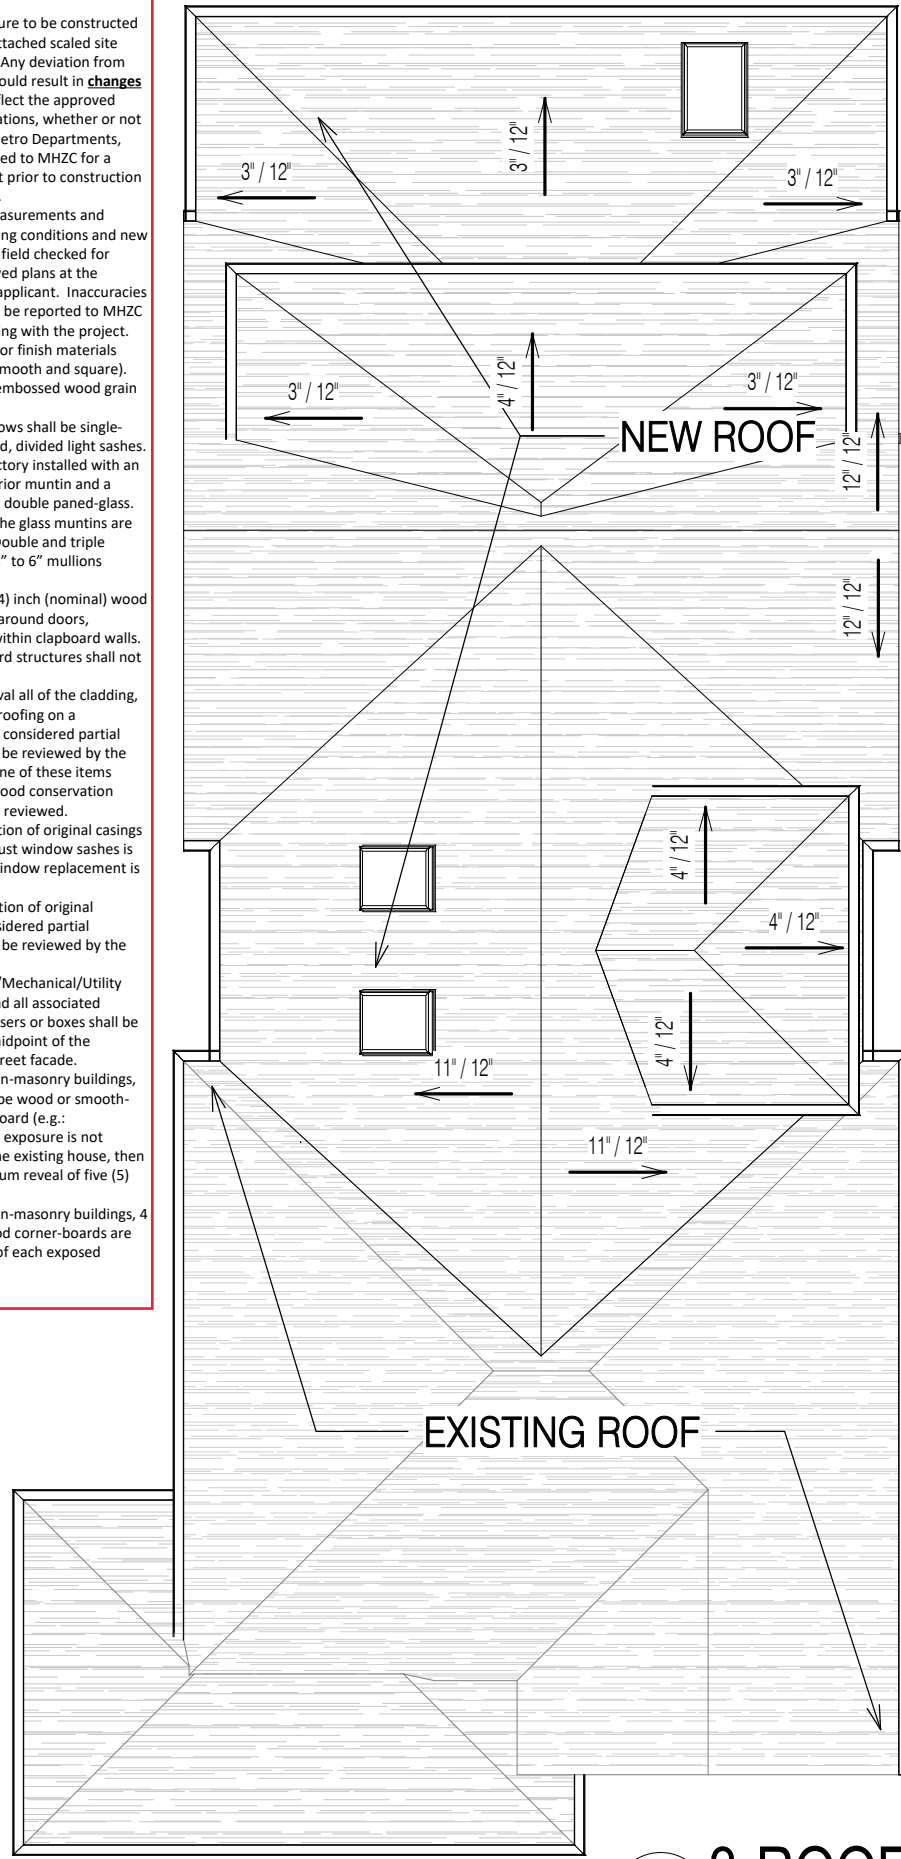 ure to be constructed
ttached scaled site
Any deviation from
ould result in changes
flect the approved
ations, whether or not
etro Departments,
ed to MHZC for a
t prior to construction
.
asurements and
ng conditions and new
field checked for
ved plans at the
applicant.  Inaccuracies
be reported to MHZC
ing with the project.
or finish materials
mooth and square).
embossed wood grain
ows shall be single-
d, divided light sashes.
ctory installed with an
rior muntin and a
double paned-glass.
he glass muntins are
Double and triple
” to 6” mullions
4) inch (nominal) wood
around doors,
within clapboard walls.
rd structures shall not
val all of the cladding,
roofing on a
considered partial
be reviewed by the
ne of these items
ood conservation
reviewed.
tion of original casings
ust window sashes is
indow replacement is
tion of original
sidered partial
be reviewed by the
/Mechanical/Utility
nd all associated
sers or boxes shall be
nidpoint of the
reet facade.
n-masonry buildings,
be wood or smooth-
oard (e.g.:
exposure is not
he existing house, then
um reveal of five (5)
n-masonry buildings, 4
od corner-boards are
of each exposed
3" / 12"
3" / 12"
3" / 12"
4" / 12"
3" / 12"
3" / 12"
NEW ROOF
12" / 12"
12" / 12"
4" / 12"
4" / 12"
4" / 12"
11" / 12"
11" / 12"
EXISTING ROOF
3 ROOF